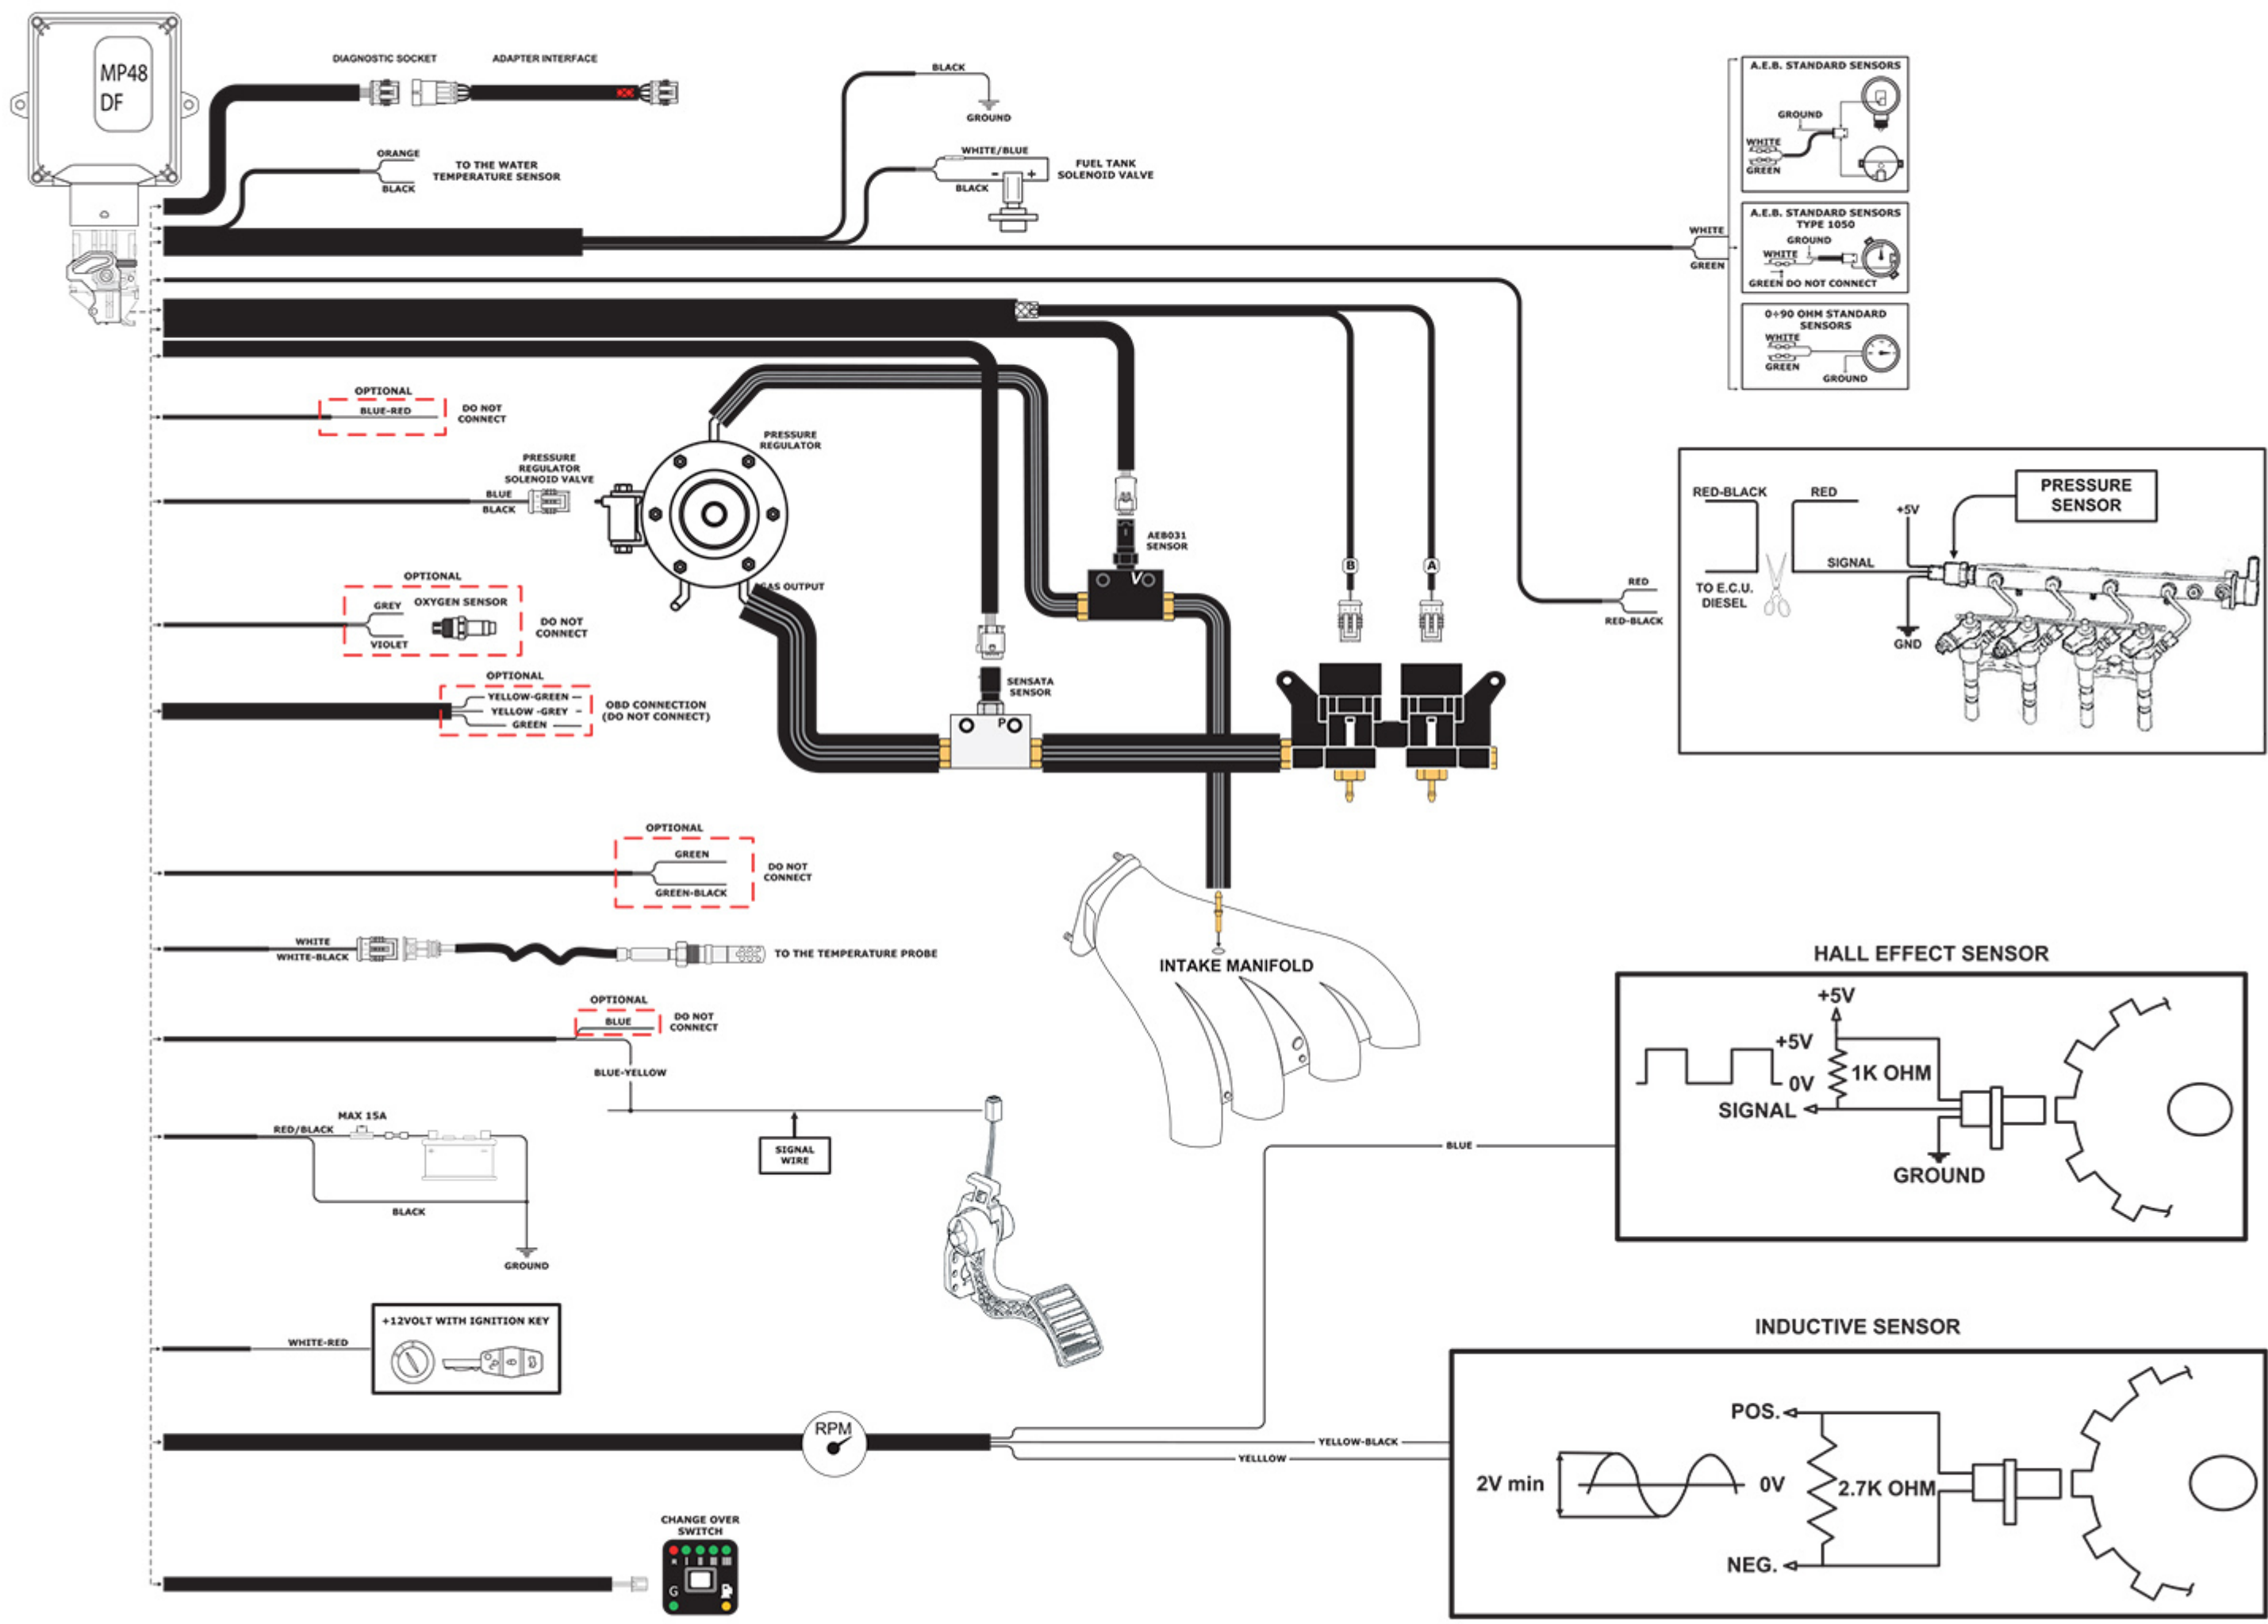 MP48
DF
DIAGNOSTIC SOCKET
ADAPTER INTERFACE
ORANGE
BLACK
TO THE WATER
TEMPERATURE SENSOR
BLACK
GROUND
WHITE/BLUE
BLACK
- +
FUEL TANK
SOLENOID VALVE
WHITE
GREEN
A.E.B. STANDARD SENSORS
GROUND
WHITE
GREEN
A.E.B. STANDARD SENSORS
TYPE 1050
GROUND
WHITE
GREEN DO NOT CONNECT
0÷90 OHM STANDARD
SENSORS
WHITE
GREEN
GROUND
OPTIONAL
BLUE-RED
DO NOT
CONNECT
PRESSURE
REGULATOR
PRESSURE
REGULATOR
SOLENOID VALVE
BLUE
BLACK
GAS OUTPUT
AEB031
SENSOR
V
B
A
RED
RED-BLACK
RED-BLACK
RED
PRESSURE
SENSOR
+5V
SIGNAL
TO E.C.U.
DIESEL
GND
OPTIONAL
GREY
OXYGEN SENSOR
VIOLET
DO NOT
CONNECT
SENSATA
SENSOR
P
OPTIONAL
YELLOW-GREEN
YELLOW -GREY
GREEN
OBD CONNECTION
(DO NOT CONNECT)
OPTIONAL
GREEN
GREEN-BLACK
DO NOT
CONNECT
WHITE
WHITE-BLACK
TO THE TEMPERATURE PROBE
INTAKE MANIFOLD
OPTIONAL
BLUE
DO NOT
CONNECT
BLUE-YELLOW
SIGNAL
WIRE
MAX 15A
RED/BLACK
BLACK
GROUND
+12VOLT WITH IGNITION KEY
WHITE-RED
RPM
BLUE
YELLOW-BLACK
YELLLOW
HALL EFFECT SENSOR
+5V
+5V
0V
1K OHM
SIGNAL
GROUND
INDUCTIVE SENSOR
POS.
2V min
0V
2.7K OHM
NEG.
CHANGE OVER
SWITCH
R I II III IIII
G